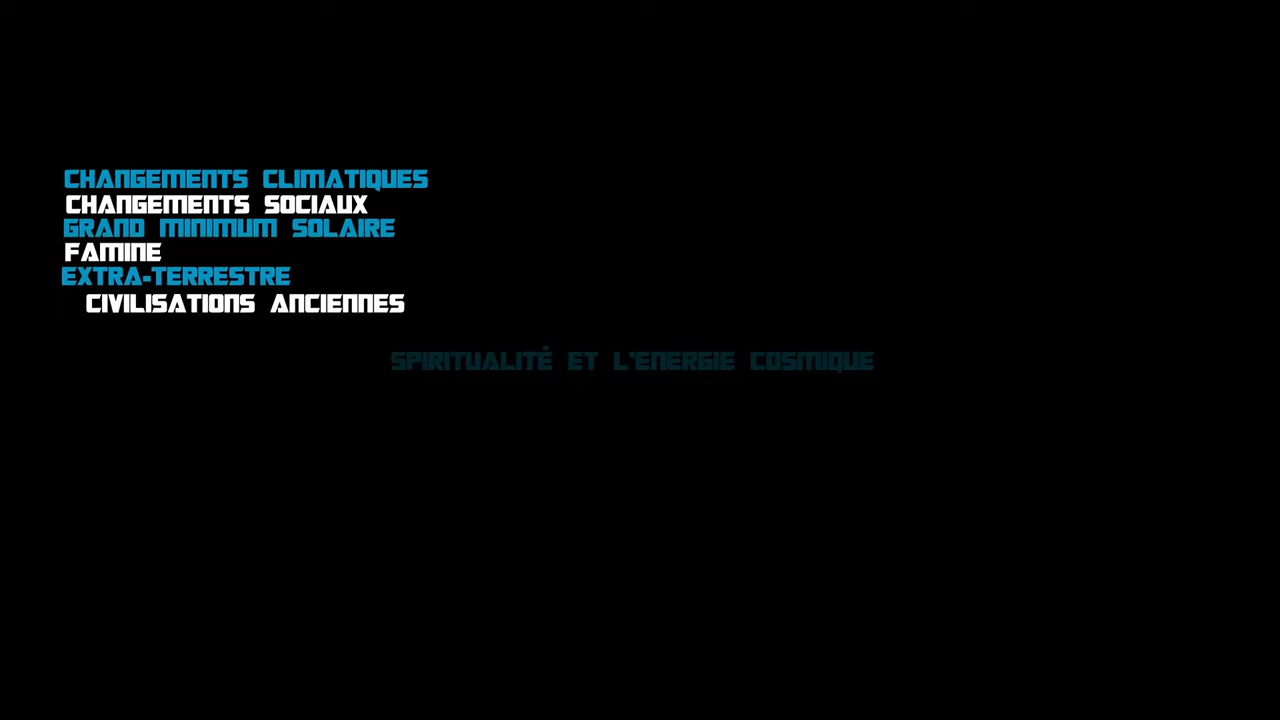 CHANGEMENTS CLIMATIQUES
CHANGEMENTS SOCIAUX
GRAND MINIMUM SOLAIRE
FAMINE
EXTRA-TERRESTRE
CIVILISATIONS ANCIENNES
SPIRITUALITÉ ET L'ENERGIE COSMIQUE